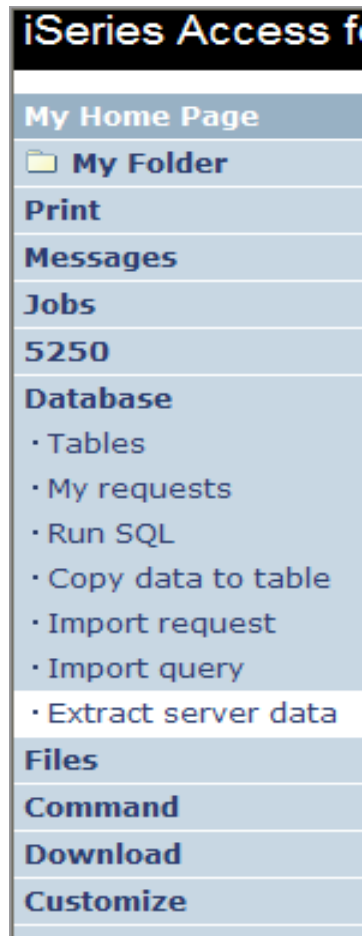 iSeries Access f
My Home Page
My Folder
Print
Messages
Jobs
5250
Database
· Tables
· My requests
· Run SQL
· Copy data to table
· Import request
· Import query
· Extract server data
Files
Command
Download
Customize